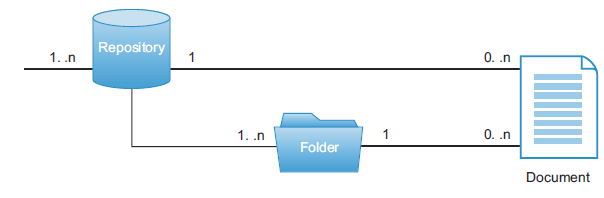 1. .n
Repository
1
0. .n
1. .n
Folder
1
0. .n
Document